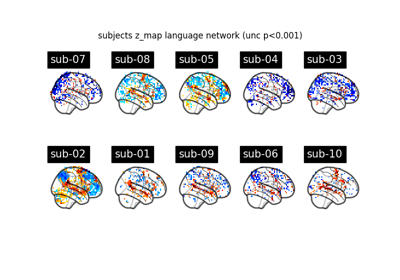 subjects z_map language network (unc p<0.001)
sub-07 sub-08 sub-05 sub-04 sub-03
sub-02 sub-01 sub-09 sub-06 sub-10